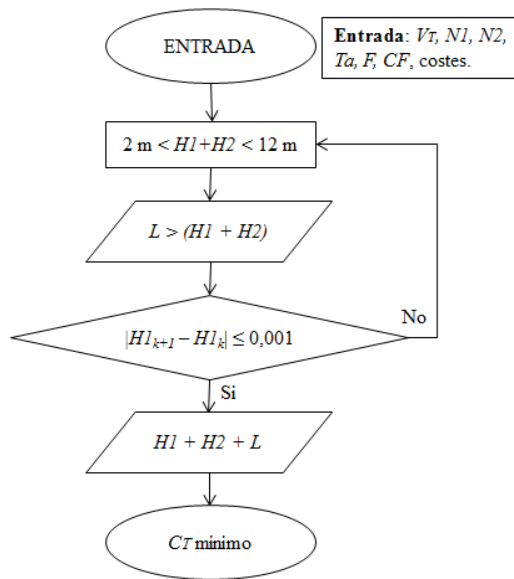 ENTRADA
Entrada: VT, N1, N2,
Ta, F, CF, costes.
2 m < H1+H2 < 12 m
L > (H1 + H2)
|H1k+1 – H1k| ≤ 0,001
No
Si
H1 + H2 + L
CT minimo